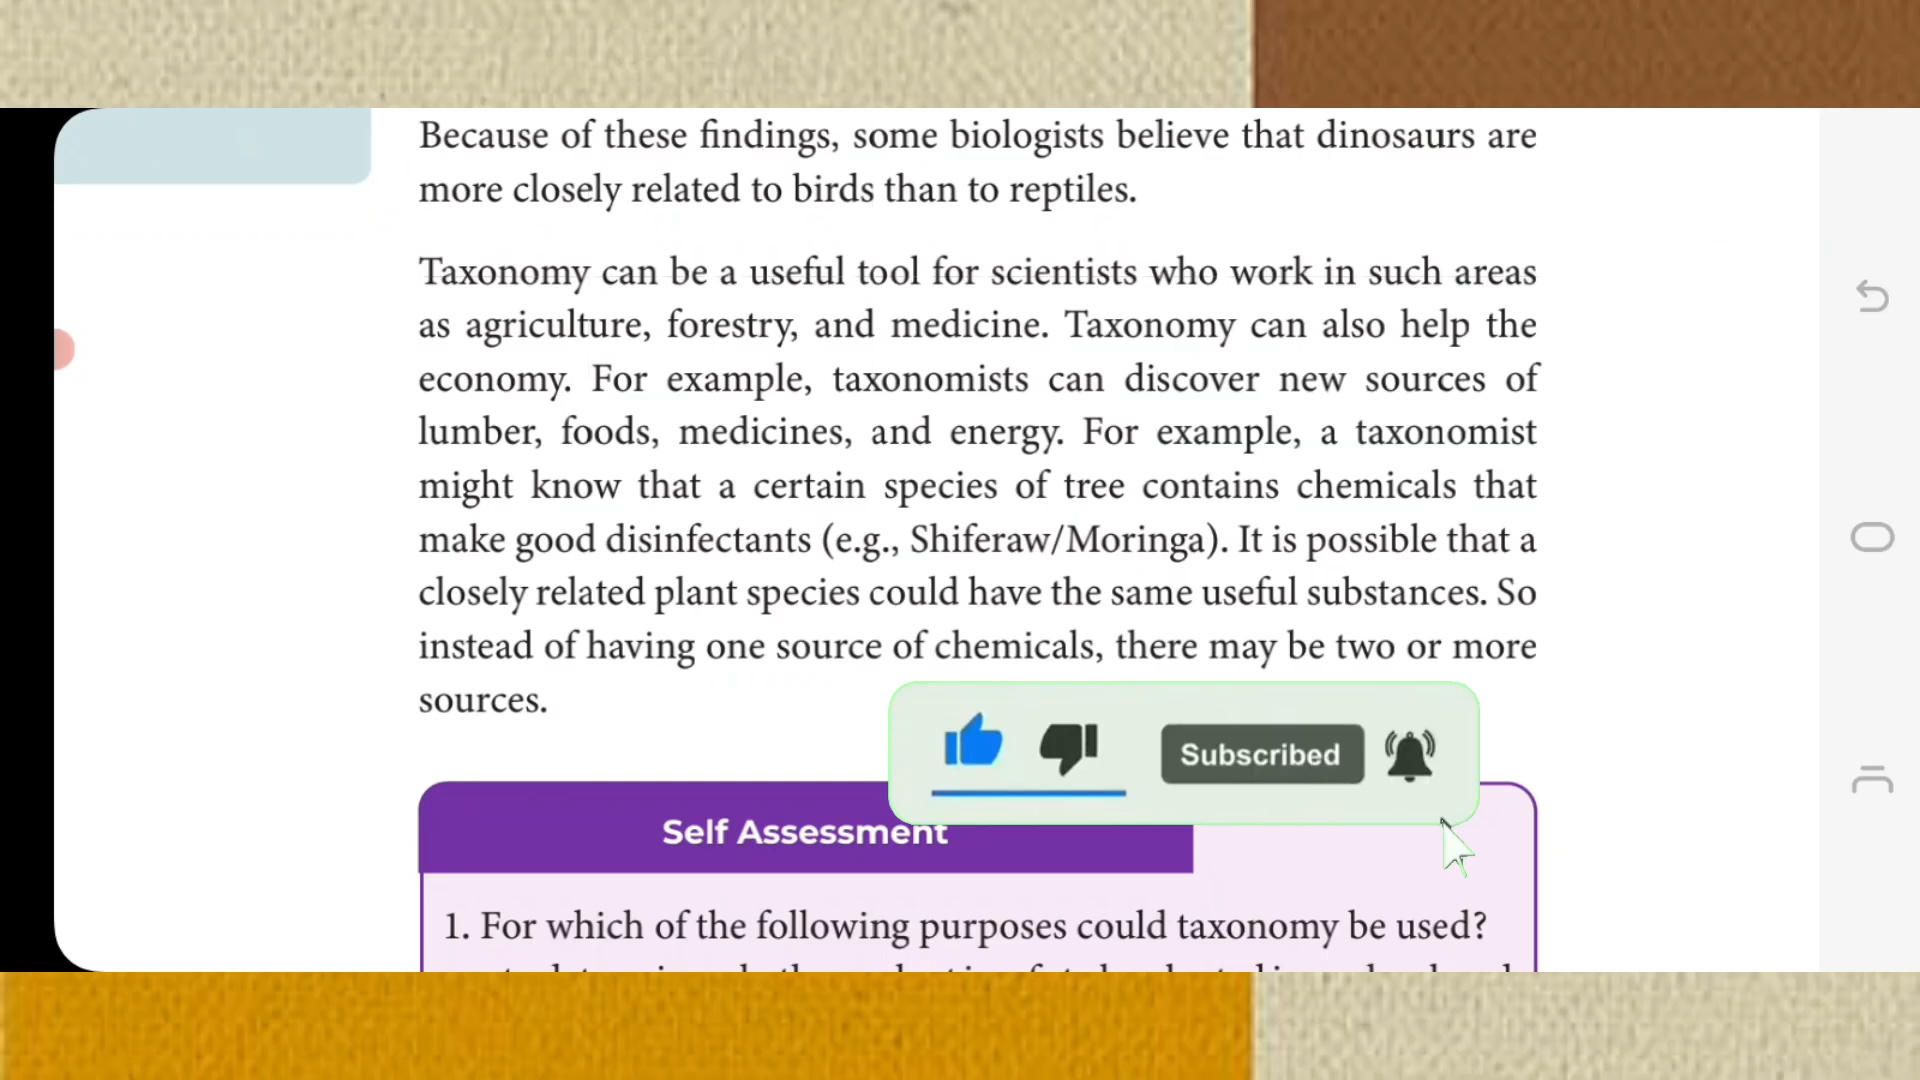 Because of these findings, some biologists believe that dinosaurs are
more closely related to birds than to reptiles.
Taxonomy can be a useful tool for scientists who work in such areas
as agriculture, forestry, and medicine. Taxonomy can also help the
economy. For example, taxonomists can discover new sources of
lumber, foods, medicines, and energy. For example, a taxonomist
might know that a certain species of tree contains chemicals that
make good disinfectants (e.g., Shiferaw/Moringa). It is possible that a
closely related plant species could have the same useful substances. So
instead of having one source of chemicals, there may be two or more
sources.
Subscribed
Self Assessment
1. For which of the following purposes could taxonomy be used?